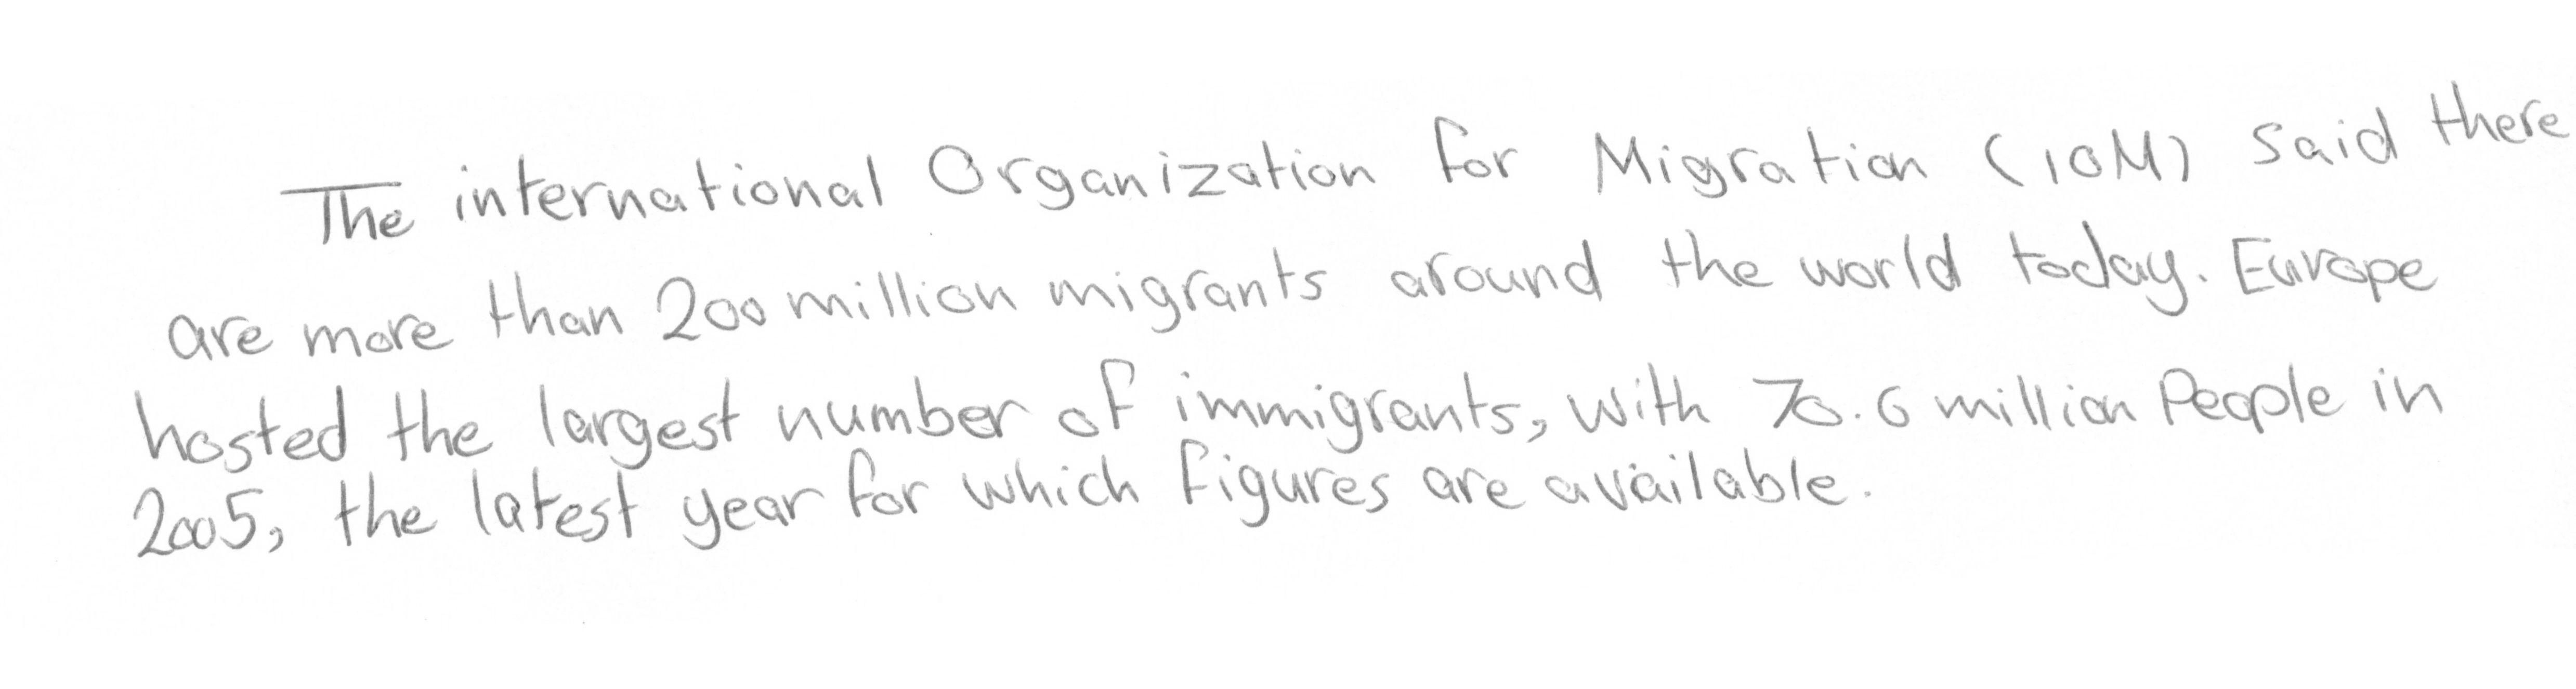 The international Organization for Migration (IOM) said there
are more than 200 million migrants around the world today. Europe
hosted the largest number of immigrants, with 70.6 million People in
2005, the latest year for which figures are available.